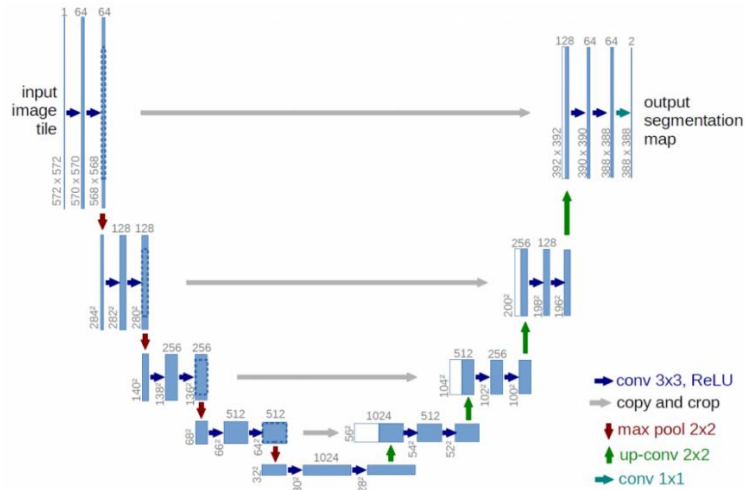 1 64 64
input
image
tile
572 x 572
570 x 570
568 x 568
128 64 64 2
output
segmentation
map
392 x 392
390 x 390
388 x 388
388 x 388
128 128
284²
282²
280²
256 128
200²
198²
196²
256 256
140²
138²
136²
512 256
104²
102²
100²
512 512
68²
66²
64²
1024 512
56²
54²
52²
1024
32²
30²
28²
conv 3x3, ReLU
copy and crop
max pool 2x2
up-conv 2x2
conv 1x1